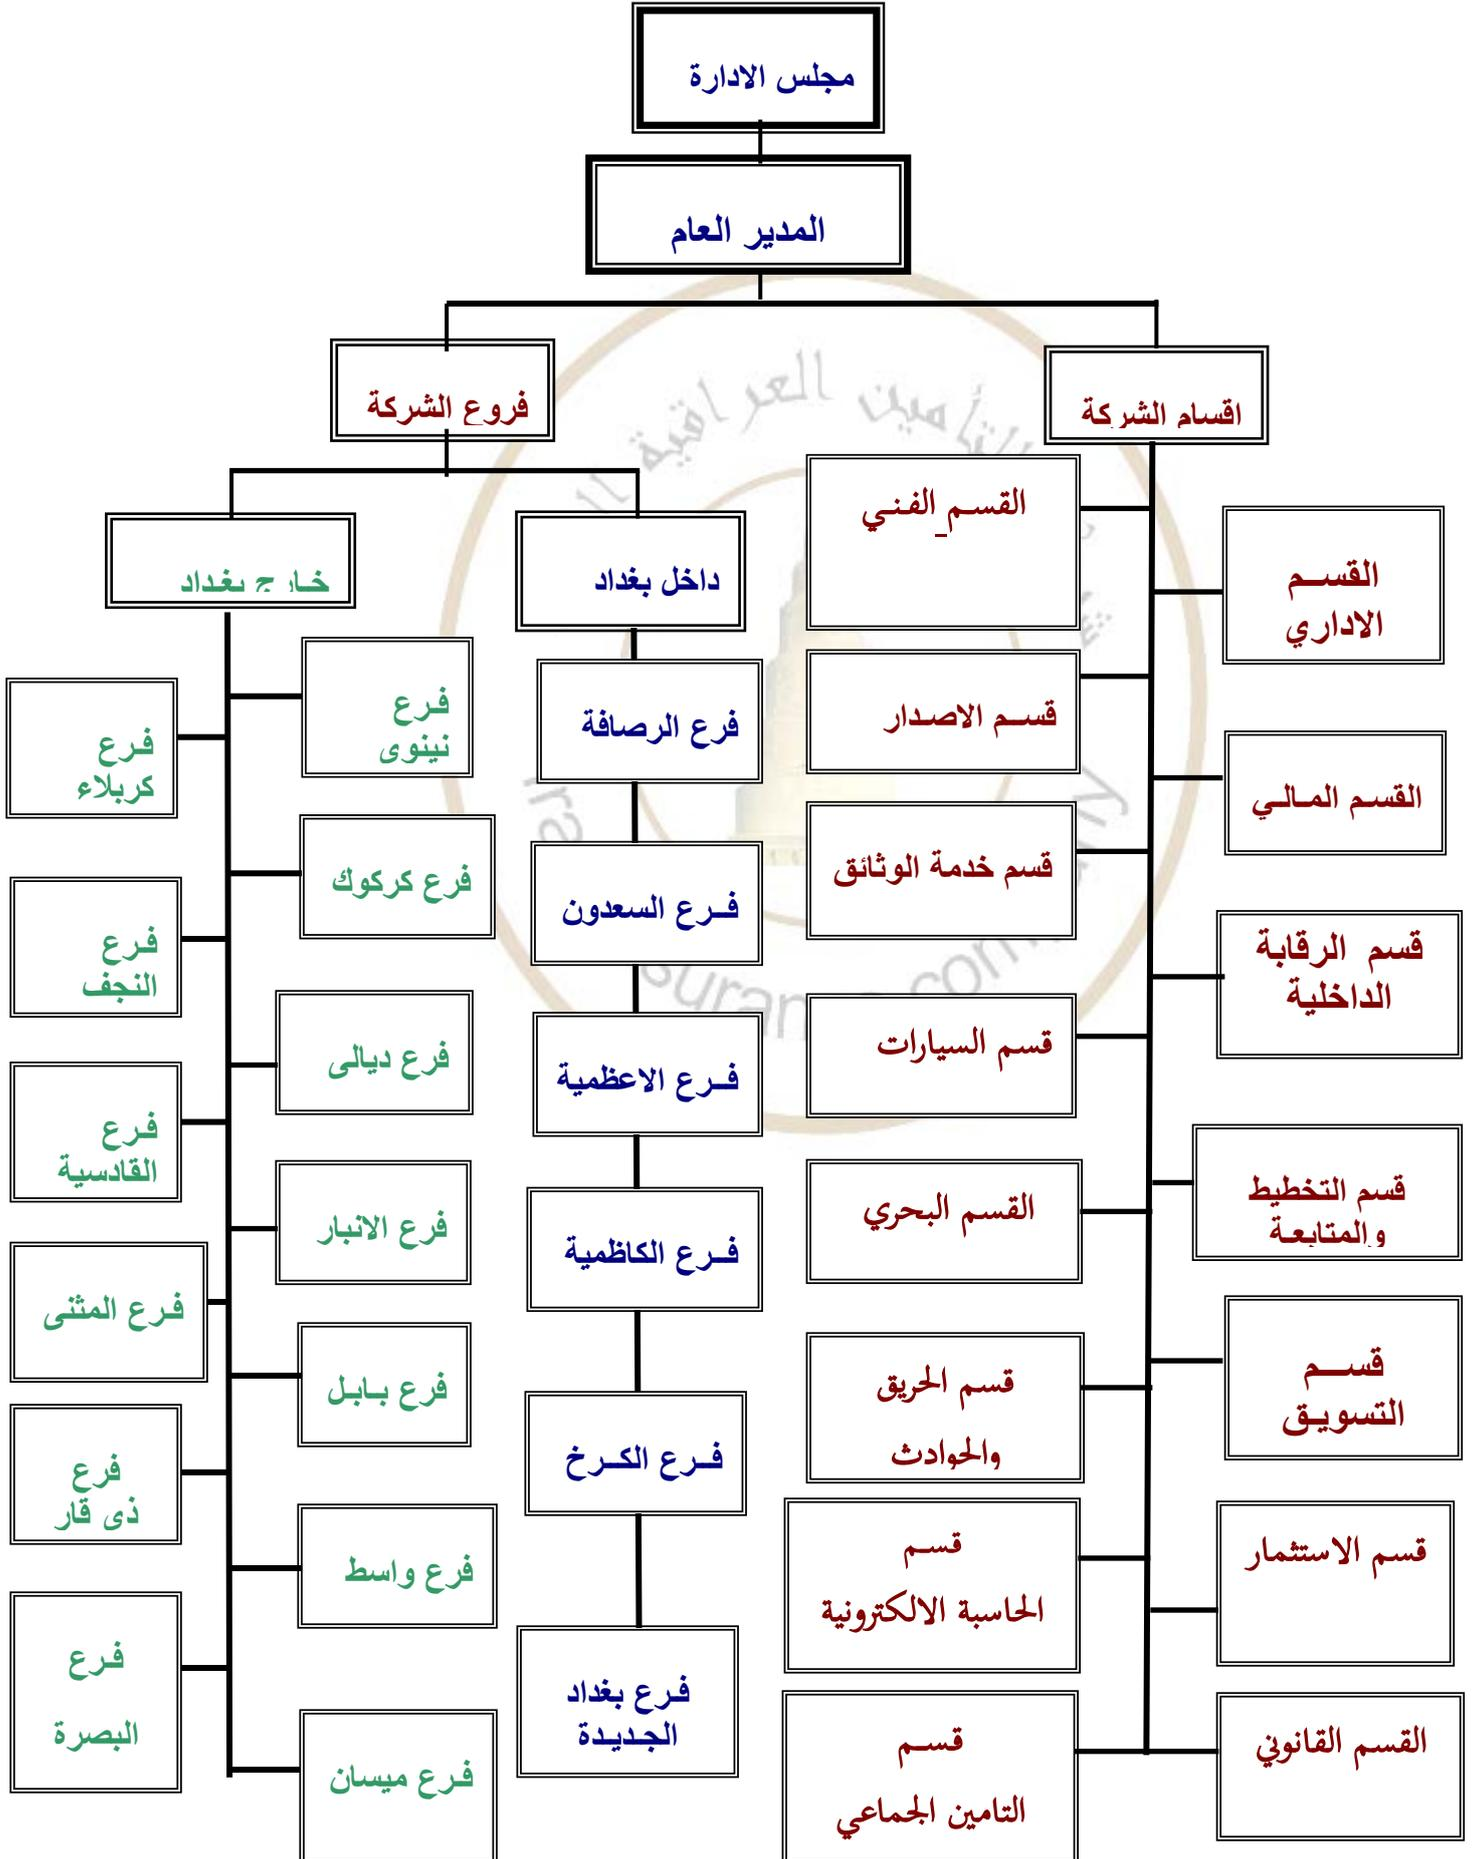 مجلس الادارة
المدير العام
اقسام الشركة
فروع الشركة
القسم الفني
القسم
الاداري
قسم الاصدار
القسم المالي
قسم خدمة الوثائق
قسم الرقابة
الداخلية
قسم السيارات
قسم التخطيط
والمتابعة
القسم البحري
قسم
التسويق
قسم الحريق
والحوادث
قسم الاستثمار
قسم
الحاسبة الالكترونية
القسم القانوني
قسم
التامين الجماعي
داخل بغداد
فرع الرصافة
فرع السعدون
فرع الاعظمية
فرع الكاظمية
فرع الكرخ
فرع بغداد
الجديدة
خارج بغداد
فرع
نينوى
فرع
كربلاء
فرع كركوك
فرع
النجف
فرع ديالى
فرع
القادسية
فرع الانبار
فرع المثنى
فرع بابل
فرع
ذى قار
فرع واسط
فرع
البصرة
فرع ميسان
التأمين العراقية